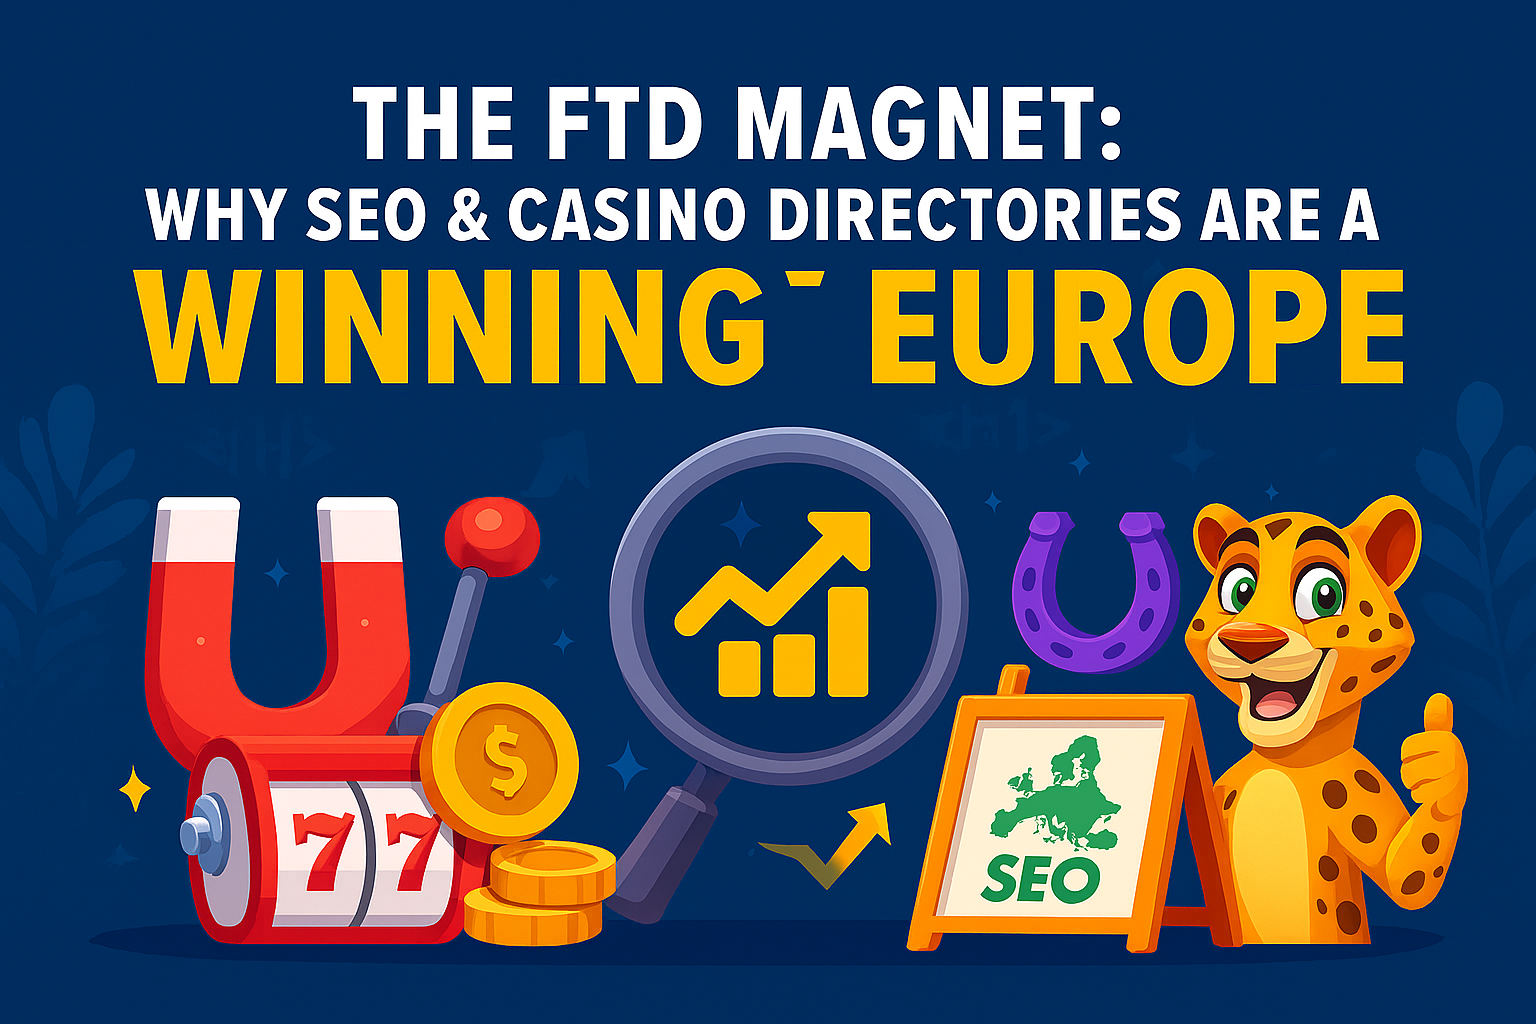 THE FTD MAGNET:
WHY SEO & CASINO DIRECTORIES ARE A
WINNING EUROPE
77
$
SEO